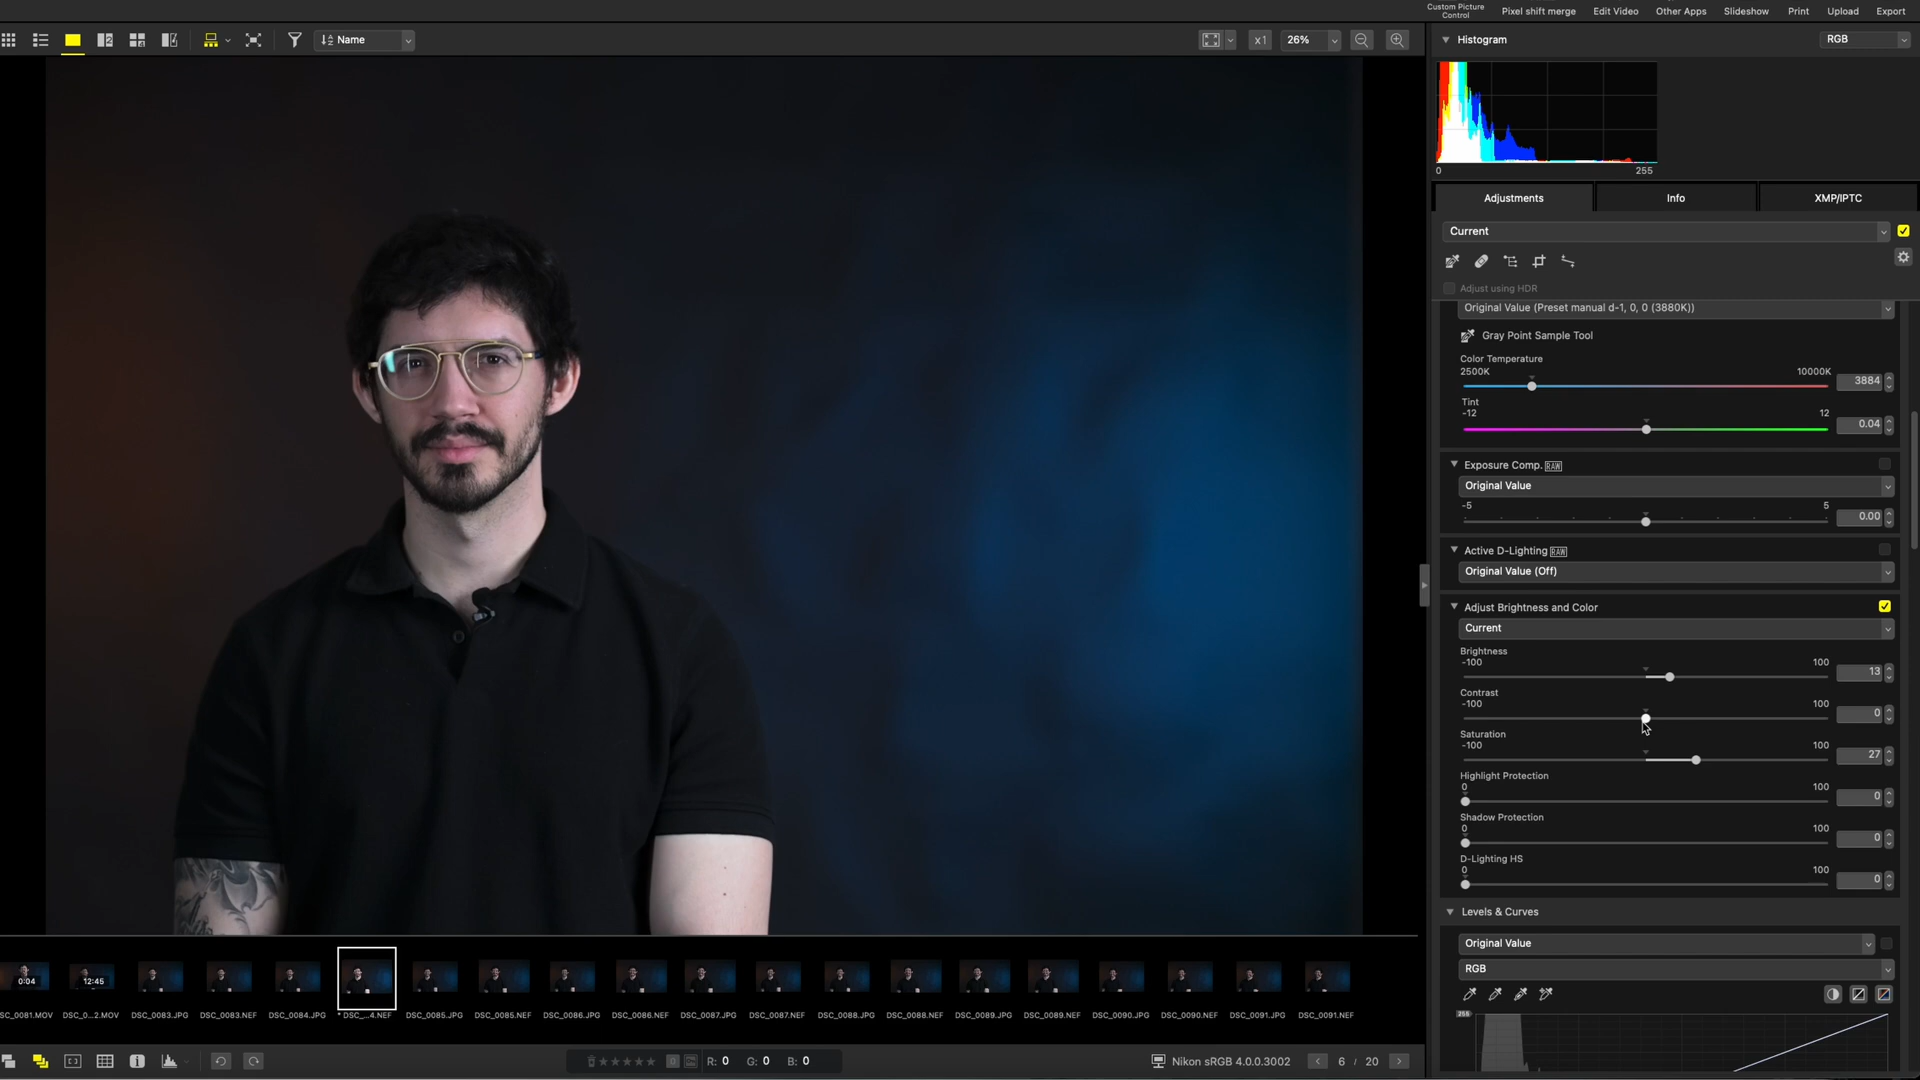 Custom Picture
Control
Pixel shift merge
Edit Video
Other Apps
Slideshow
Print
Upload
Export
Name
x1
26%
Histogram
RGB
0
255
Adjustments
Info
XMP/IPTC
Current
Adjust using HDR
Original Value (Preset manual d-1, 0, 0 (3880K))
Gray Point Sample Tool
Color Temperature
2500K
10000K
3884
Tint
-12
12
0.04
Exposure Comp. RAW
Original Value
-5
5
0.00
Active D-Lighting RAW
Original Value (Off)
Adjust Brightness and Color
Current
Brightness
-100
100
13
Contrast
-100
100
0
Saturation
-100
100
27
Highlight Protection
0
100
0
Shadow Protection
0
100
0
D-Lighting HS
0
100
0
Levels & Curves
Original Value
RGB
255
0:04
12:45
SC_0081.MOV
DSC_0...2.MOV
DSC_0083.JPG
DSC_0083.NEF
DSC_0084.JPG
* DSC_...4.NEF
DSC_0085.JPG
DSC_0085.NEF
DSC_0086.JPG
DSC_0086.NEF
DSC_0087.JPG
DSC_0087.NEF
DSC_0088.JPG
DSC_0088.NEF
DSC_0089.JPG
DSC_0089.NEF
DSC_0090.JPG
DSC_0090.NEF
DSC_0091.JPG
DSC_0091.NEF
R: 0
G: 0
B: 0
Nikon sRGB 4.0.0.3002
6 / 20